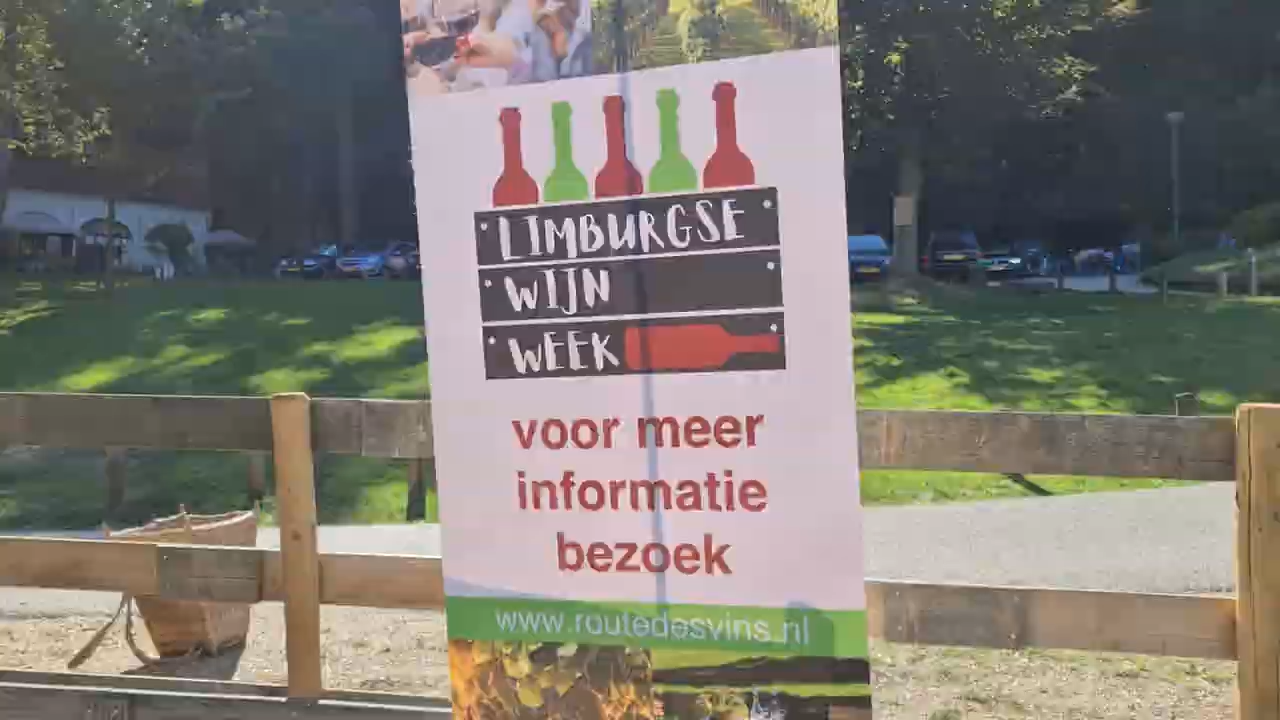 LIMBURGSE
WIJN
WEEK
voor meer
informatie
bezoek
www.routedesvins.nl